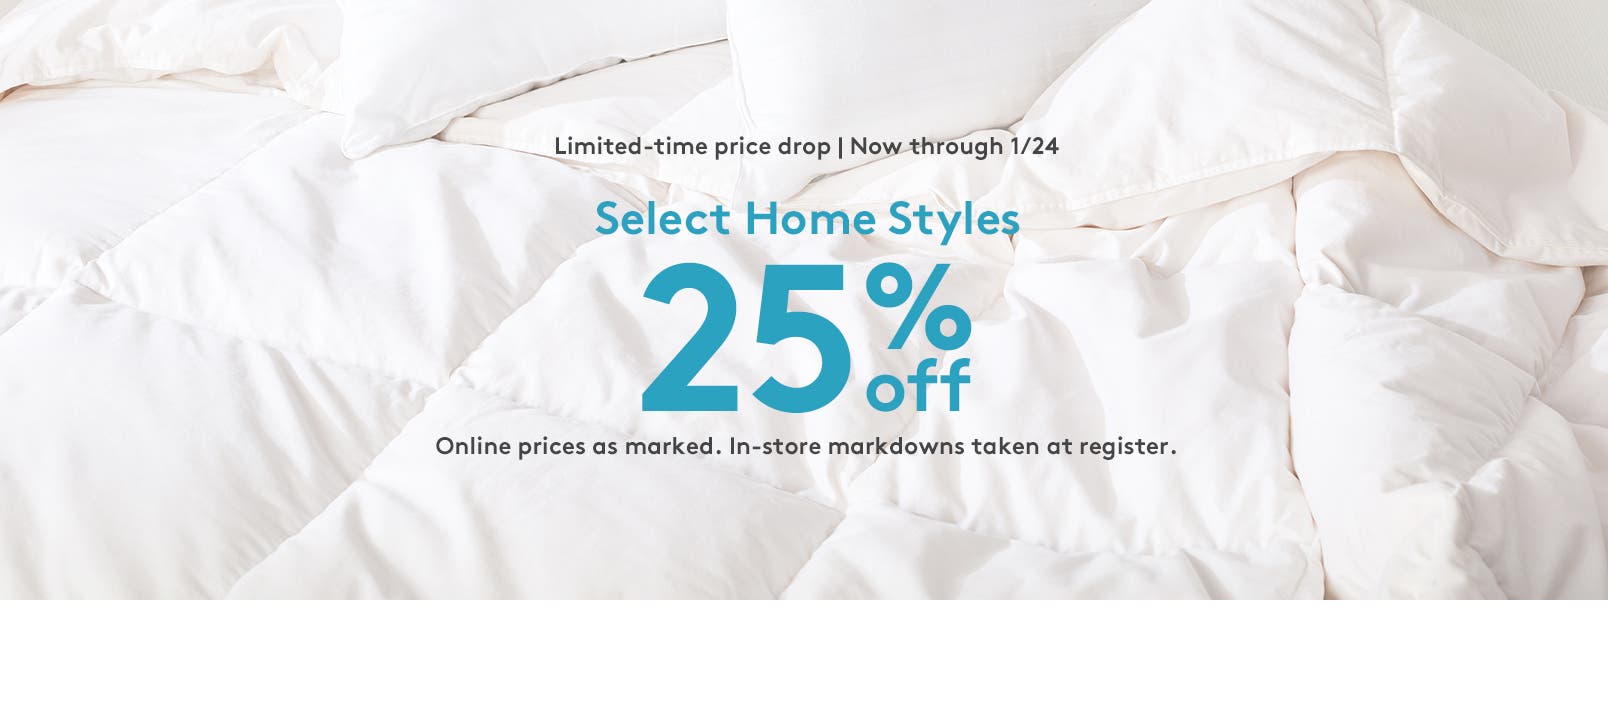 Limited-time price drop | Now through 1/24
Select Home Styles
25%
off
Online prices as marked. In-store markdowns taken at register.